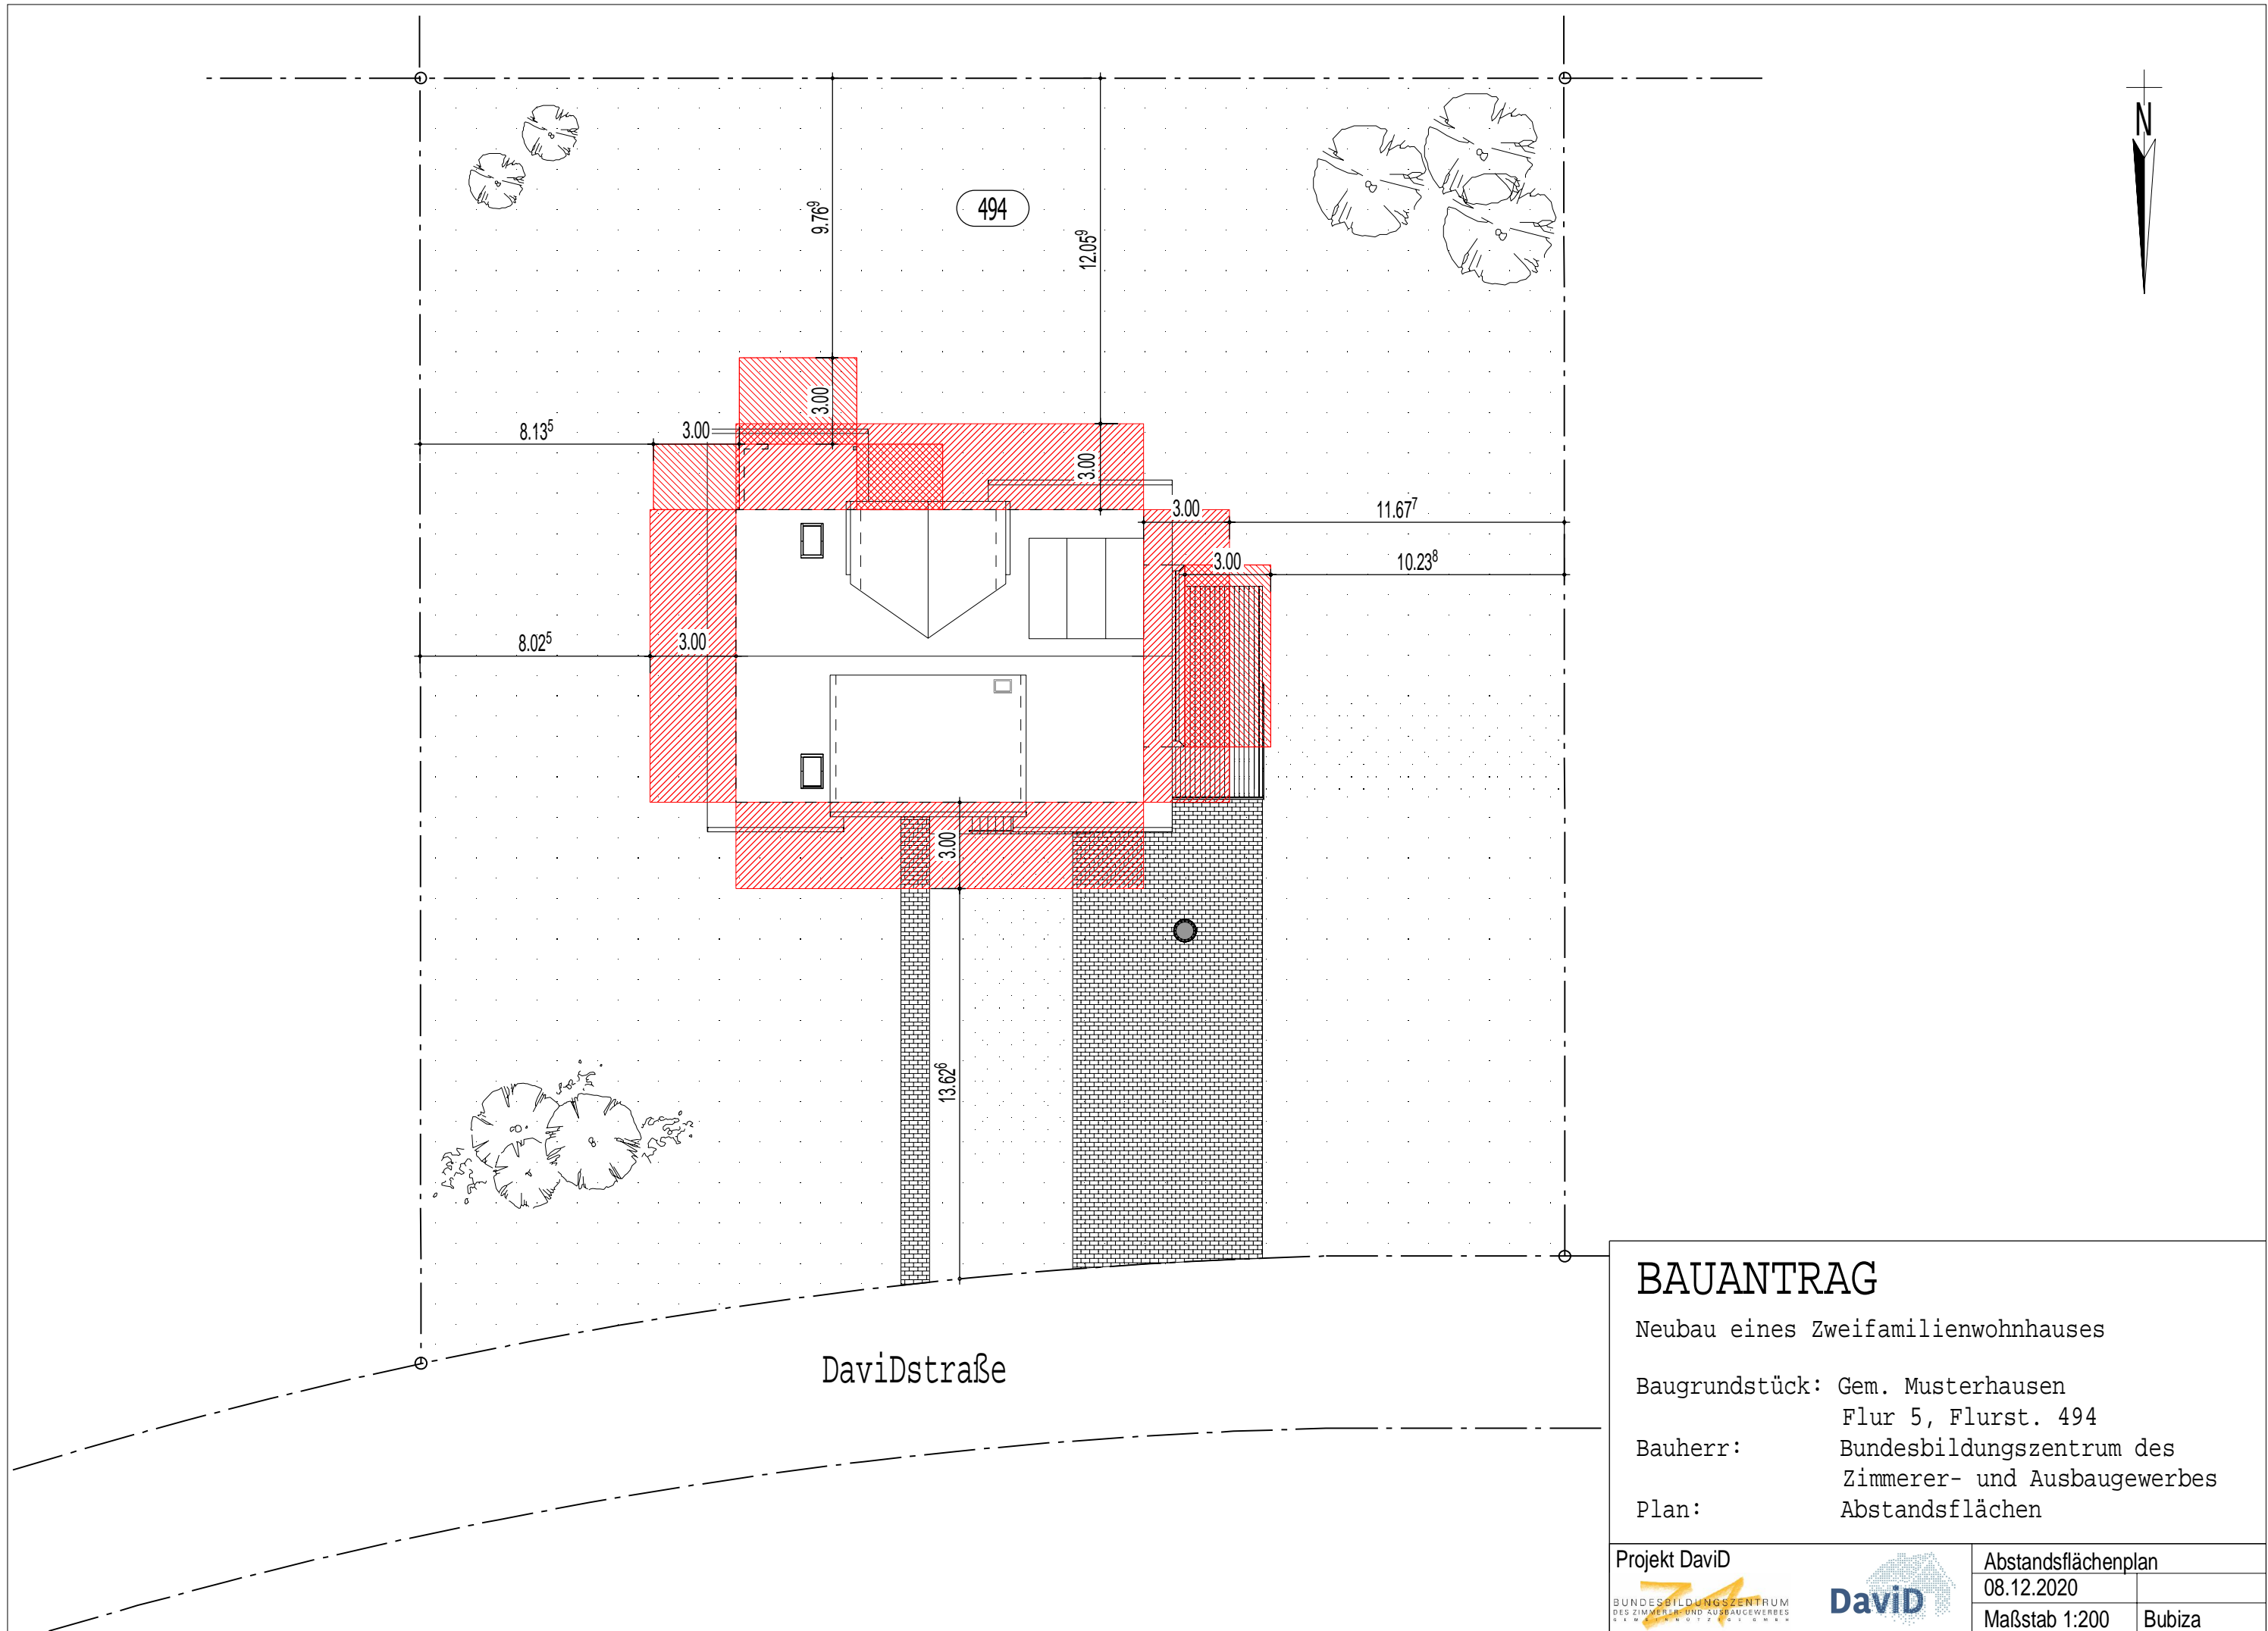 N
494
9.76⁹
12.05⁹
3.00
8.13⁵
3.00
3.00
3.00
11.67⁷
3.00
10.23⁸
8.02⁵
3.00
3.00
13.62⁶
DaviDstraße
BAUANTRAG
Neubau eines Zweifamilienwohnhauses
Baugrundstück: Gem. Musterhausen
Flur 5, Flurst. 494
Bauherr: Bundesbildungszentrum des
Zimmerer- und Ausbaugewerbes
Plan: Abstandsflächen
Projekt DaviD
BUNDESBILDUNGSZENTRUM
DES ZIMMERER- UND AUSBAUGEWERBES
GEMEINNÜTZIGE GMBH
DaviD
Abstandsflächenplan
08.12.2020
Maßstab 1:200
Bubiza